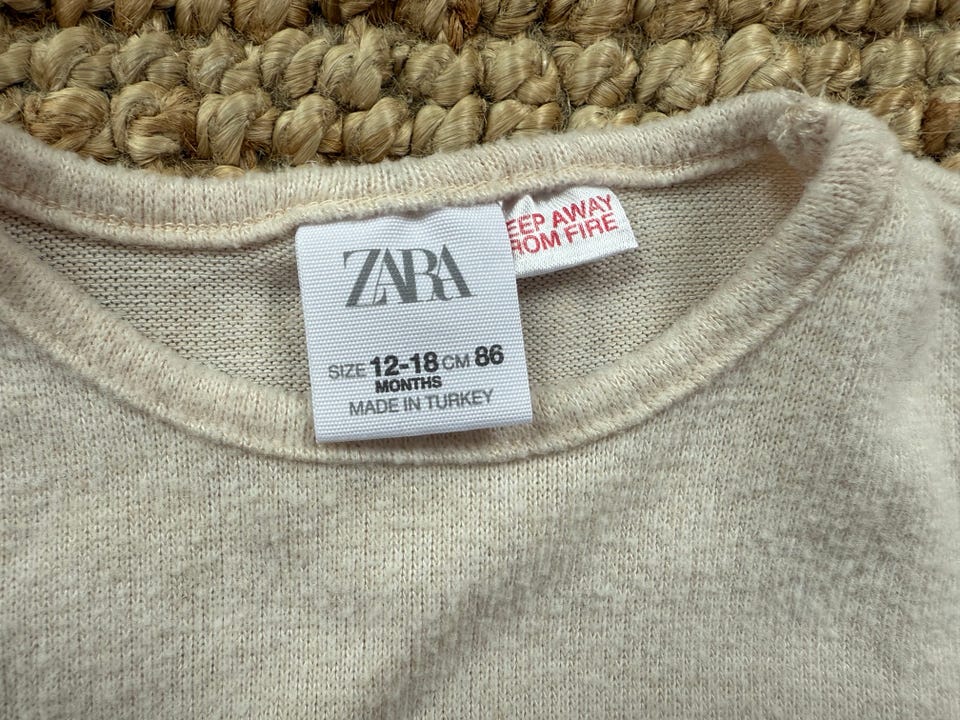 ZARA
SIZE 12-18 CM 86
MONTHS
MADE IN TURKEY
EEP AWAY
ROM FIRE